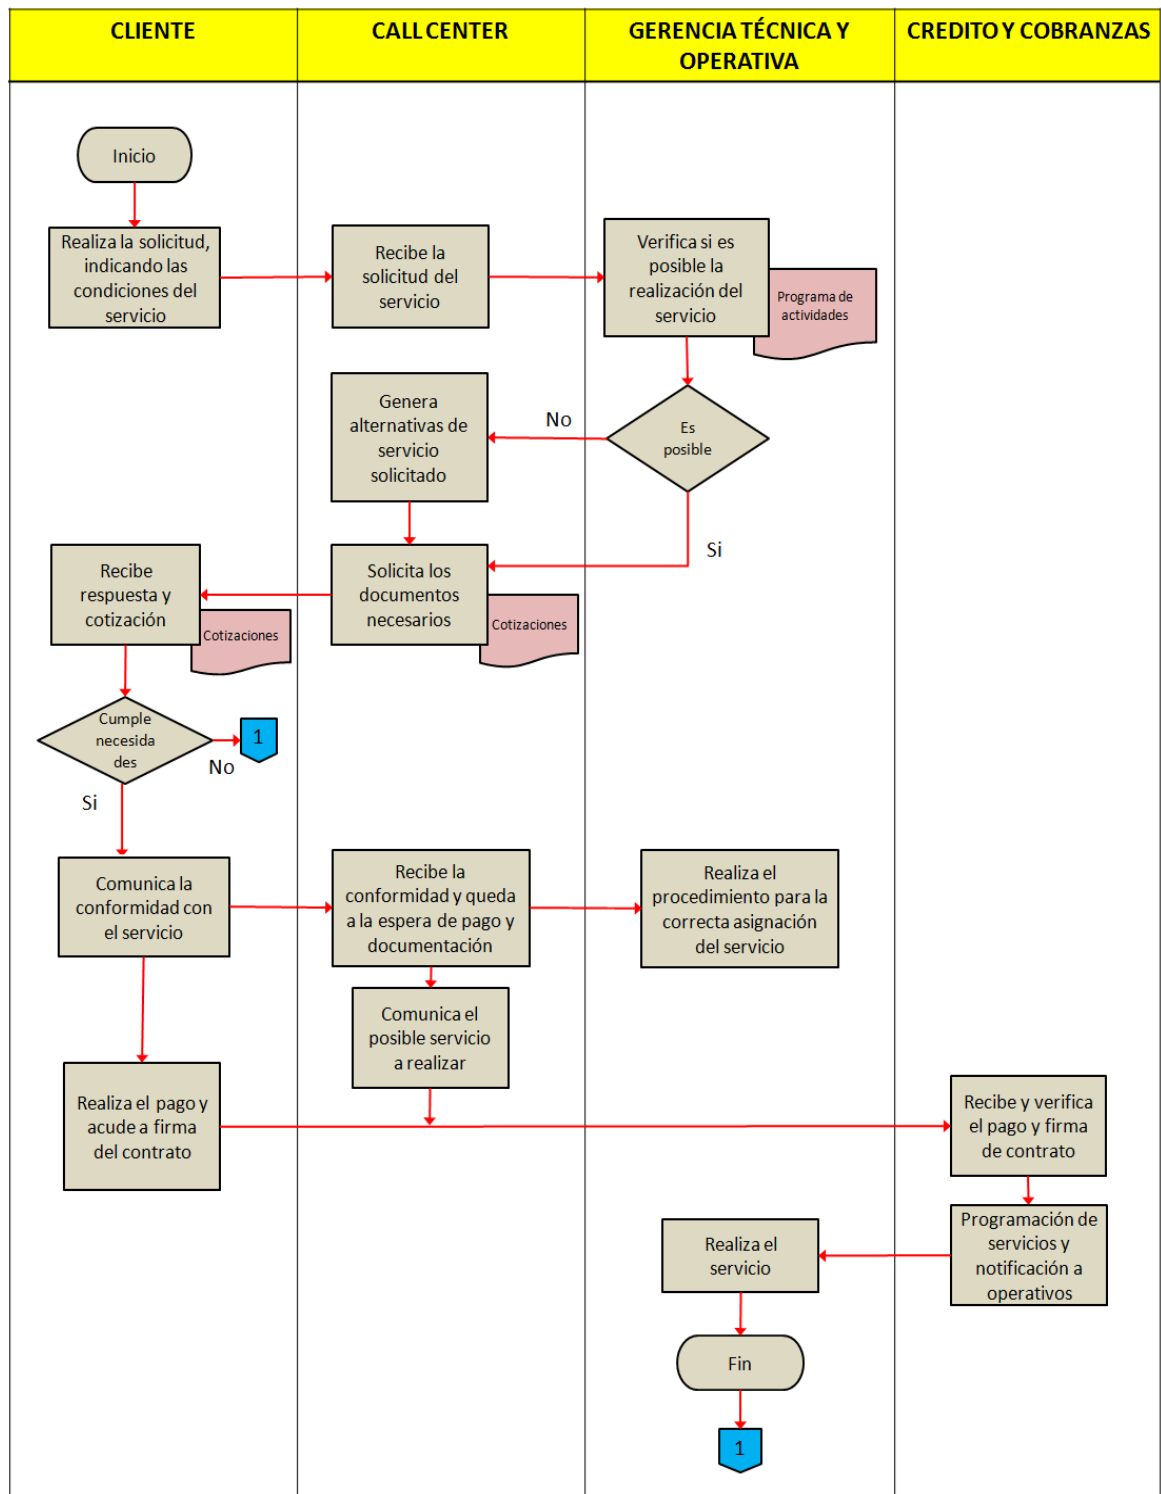 CLIENTE
CALL CENTER
GERENCIA TÉCNICA Y
OPERATIVA
CREDITO Y COBRANZAS
Inicio
Realiza la solicitud,
indicando las
condiciones del
servicio
Recibe la
solicitud del
servicio
Verifica si es
posible la
realización del
servicio
Programa de
actividades
Genera
alternativas de
servicio
solicitado
No
Es
posible
Si
Recibe
respuesta y
cotización
Cotizaciones
Solicita los
documentos
necesarios
Cotizaciones
Cumple
necesida
des
1
No
Si
Comunica la
conformidad con
el servicio
Recibe la
conformidad y queda
a la espera de pago y
documentación
Realiza el
procedimiento para la
correcta asignación
del servicio
Comunica el
posible servicio
a realizar
Realiza el pago y
acude a firma
del contrato
Recibe y verifica
el pago y firma
de contrato
Programación de
servicios y
notificación a
operativos
Realiza el
servicio
Fin
1